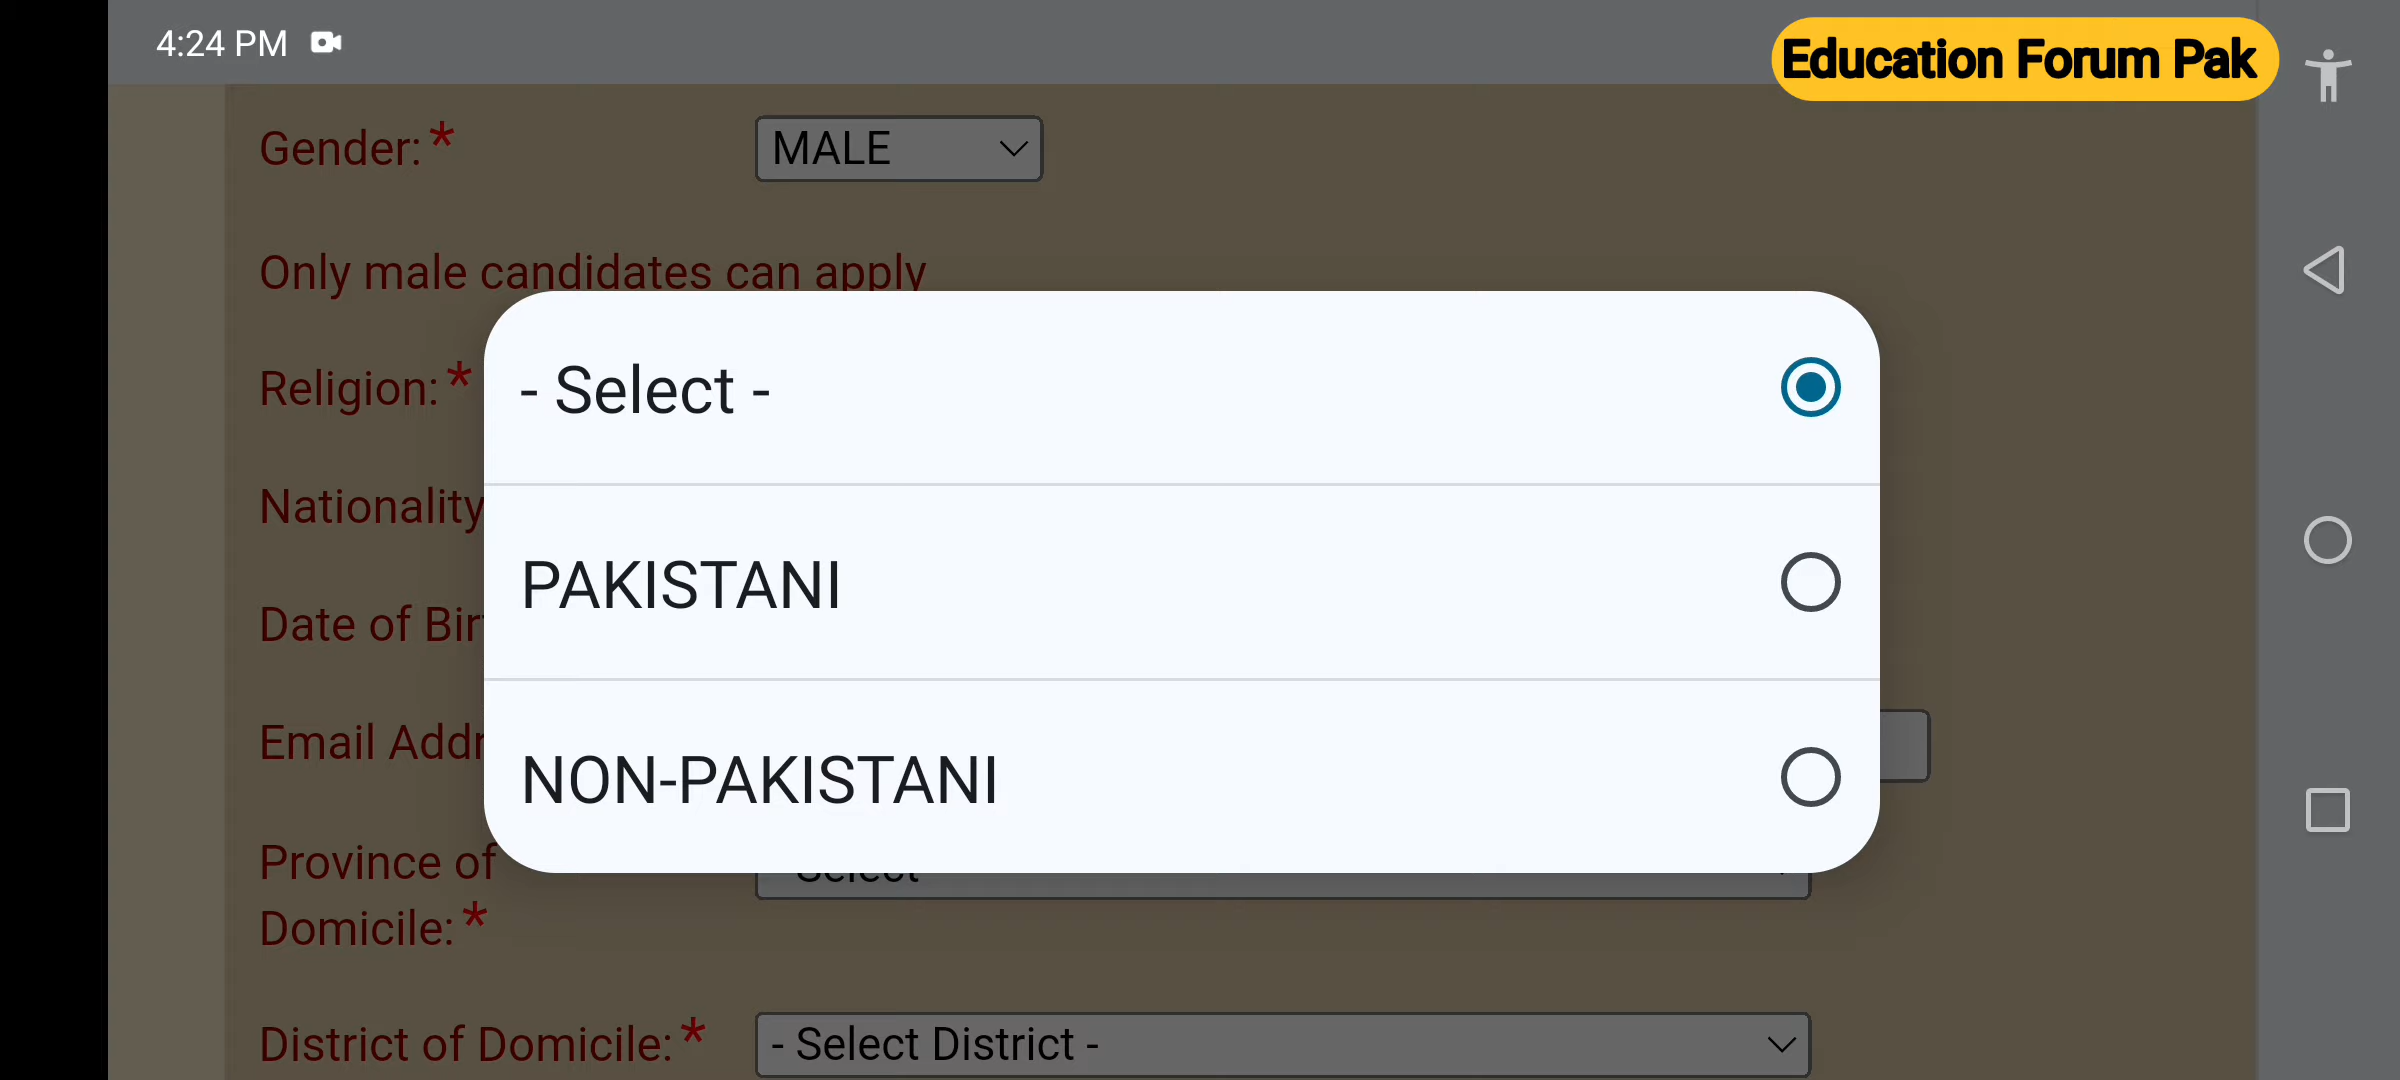 4:24 PM
Education Forum Pak
Gender:*
MALE
Only male candidates can apply
Religion:*
- Select -
Nationality
PAKISTANI
Date of Bir
Email Addr
NON-PAKISTANI
Province of
Domicile:*
Select
District of Domicile:*
- Select District -